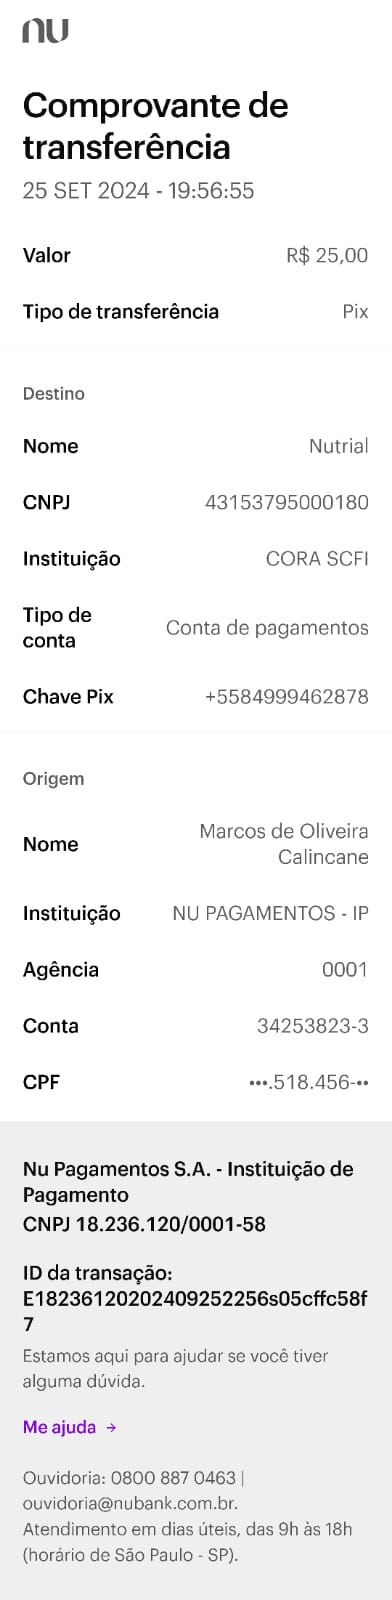 nu
Comprovante de
transferência
25 SET 2024 - 19:56:55
Valor R$ 25,00
Tipo de transferência Pix
Destino
Nome Nutrial
CNPJ 43153795000180
Instituição CORA SCFI
Tipo de
conta Conta de pagamentos
Chave Pix +5584999462878
Origem
Nome Marcos de Oliveira
Calincane
Instituição NU PAGAMENTOS - IP
Agência 0001
Conta 34253823-3
CPF •••.518.456-••
Nu Pagamentos S.A. - Instituição de
Pagamento
CNPJ 18.236.120/0001-58
ID da transação:
E18236120202409252256s05cffc58f
7
Estamos aqui para ajudar se você tiver
alguma dúvida.
Me ajuda →
Ouvidoria: 0800 887 0463 |
ouvidoria@nubank.com.br.
Atendimento em dias úteis, das 9h às 18h
(horário de São Paulo - SP).